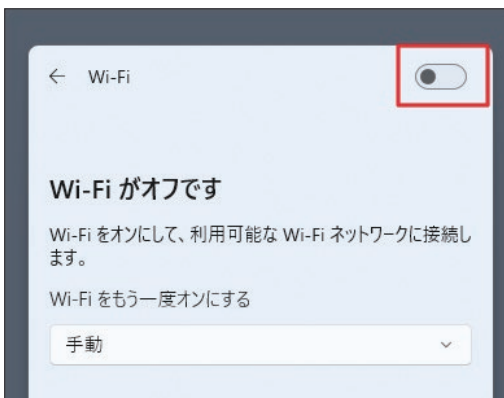 Wi-Fi
Wi-Fi がオフです
Wi-Fi をオンにして、利用可能な Wi-Fi ネットワークに接続し
ます。
Wi-Fi をもう一度オンにする
手動